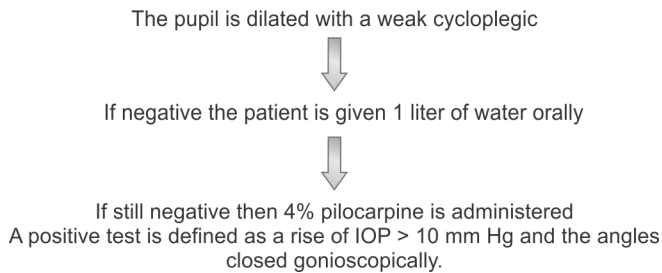 The pupil is dilated with a weak cycloplegic
If negative the patient is given 1 liter of water orally
If still negative then 4% pilocarpine is administered
A positive test is defined as a rise of IOP > 10 mm Hg and the angles
closed gonioscopically.